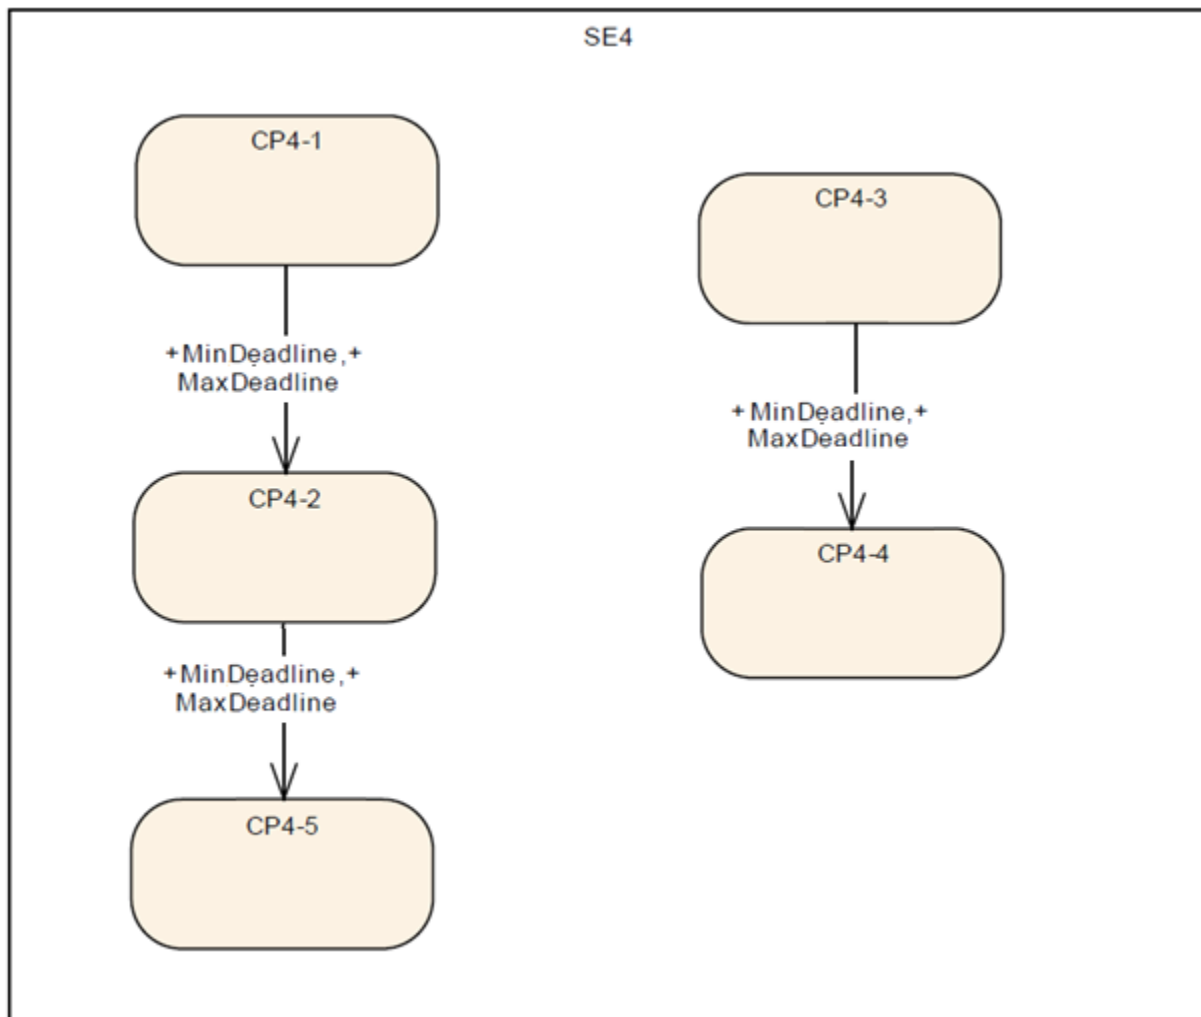 SE4
CP4-1
+MinDeadline,+
MaxDeadline
CP4-2
+MinDeadline,+
MaxDeadline
CP4-5
CP4-3
+MinDeadline,+
MaxDeadline
CP4-4